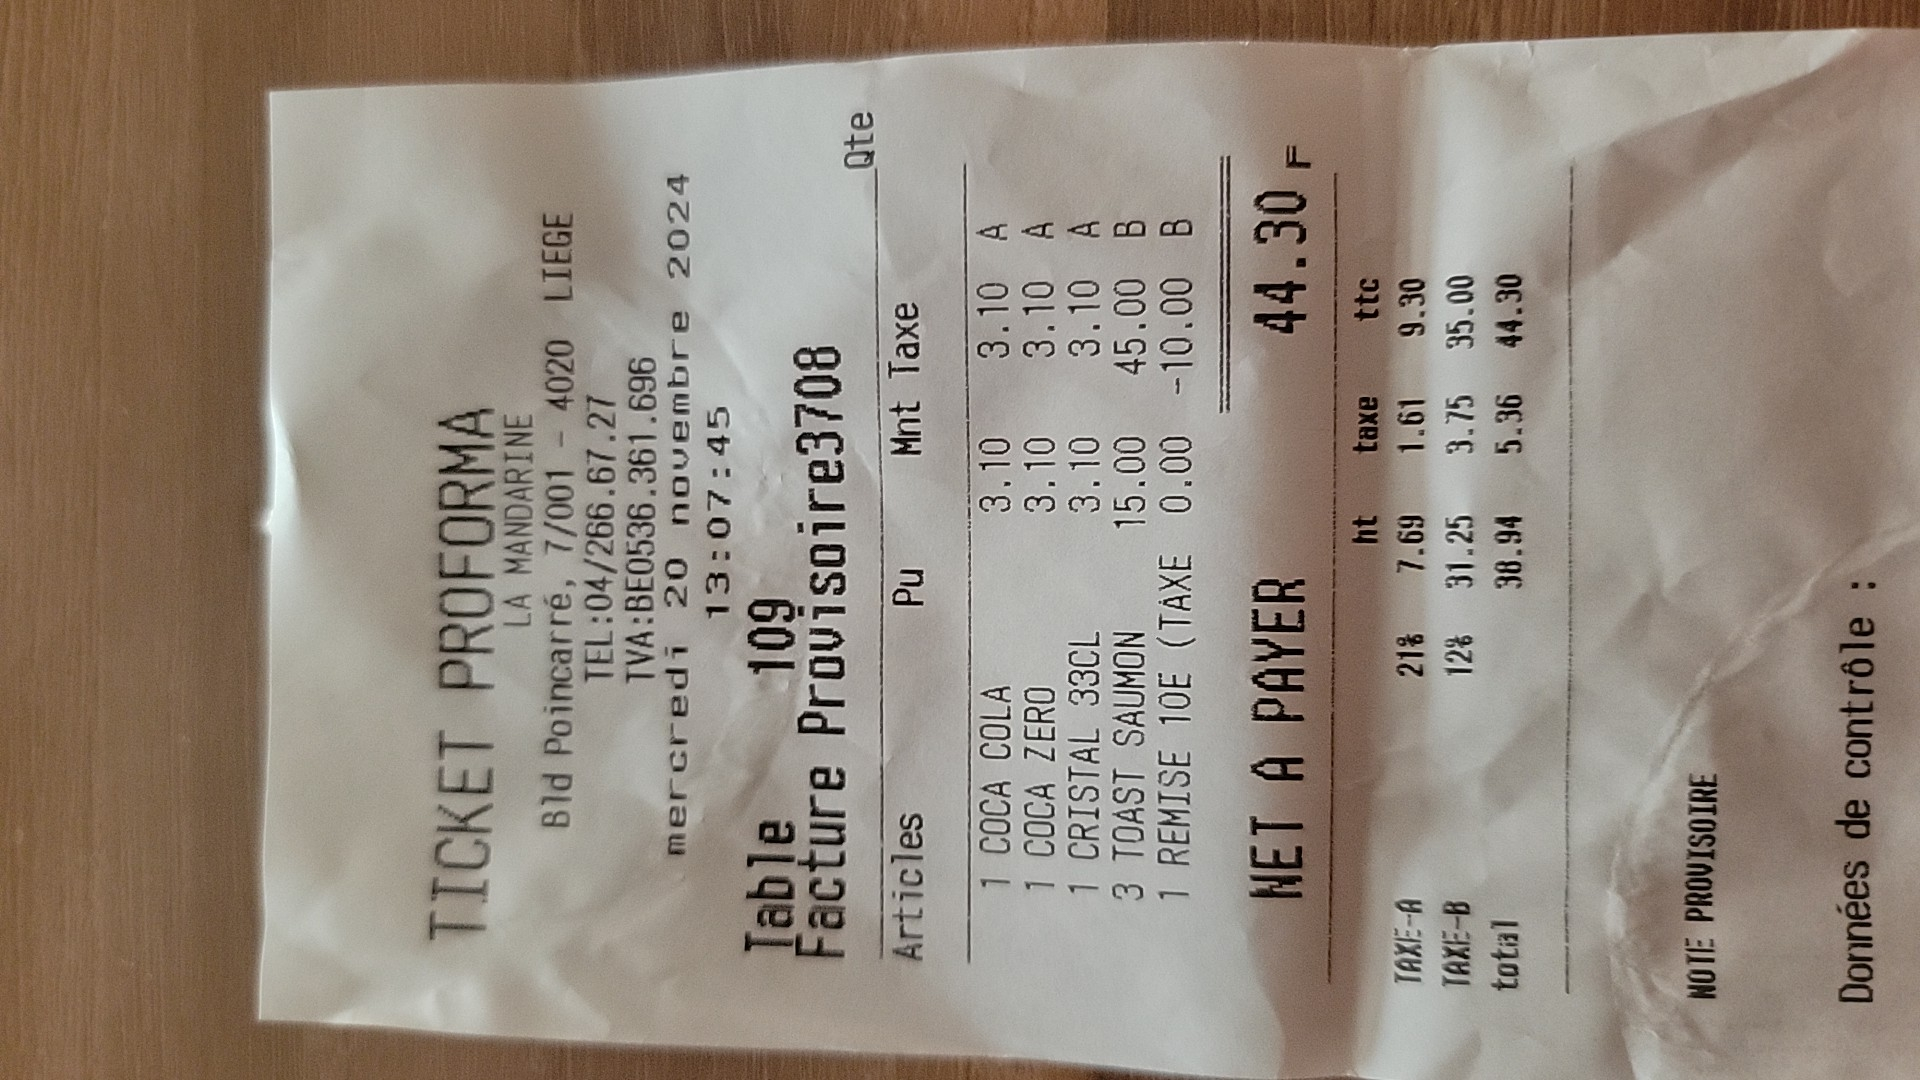 TICKET PROFORMA
LA MANDARINE
Bld Poincarré, 7/001 - 4020 LIEGE
TEL:04/266.67.27
TVA:BE0536.361.696
mercredi 20 novembre 2024
13:07:45
Table 109
Facture Provisoire3708
Qte
Articles Pu Mnt Taxe
1 COCA COLA 3.10 3.10 A
1 COCA ZERO 3.10 3.10 A
1 CRISTAL 33CL 3.10 3.10 A
3 TOAST SAUMON 15.00 45.00 B
1 REMISE 10E (TAXE 0.00 -10.00 B
NET A PAYER 44.30 F
ht taxe ttc
TAXE-A 21% 7.69 1.61 9.30
TAXE-B 12% 31.25 3.75 35.00
total 38.94 5.36 44.30
NOTE PROVISOIRE
Données de contrôle :